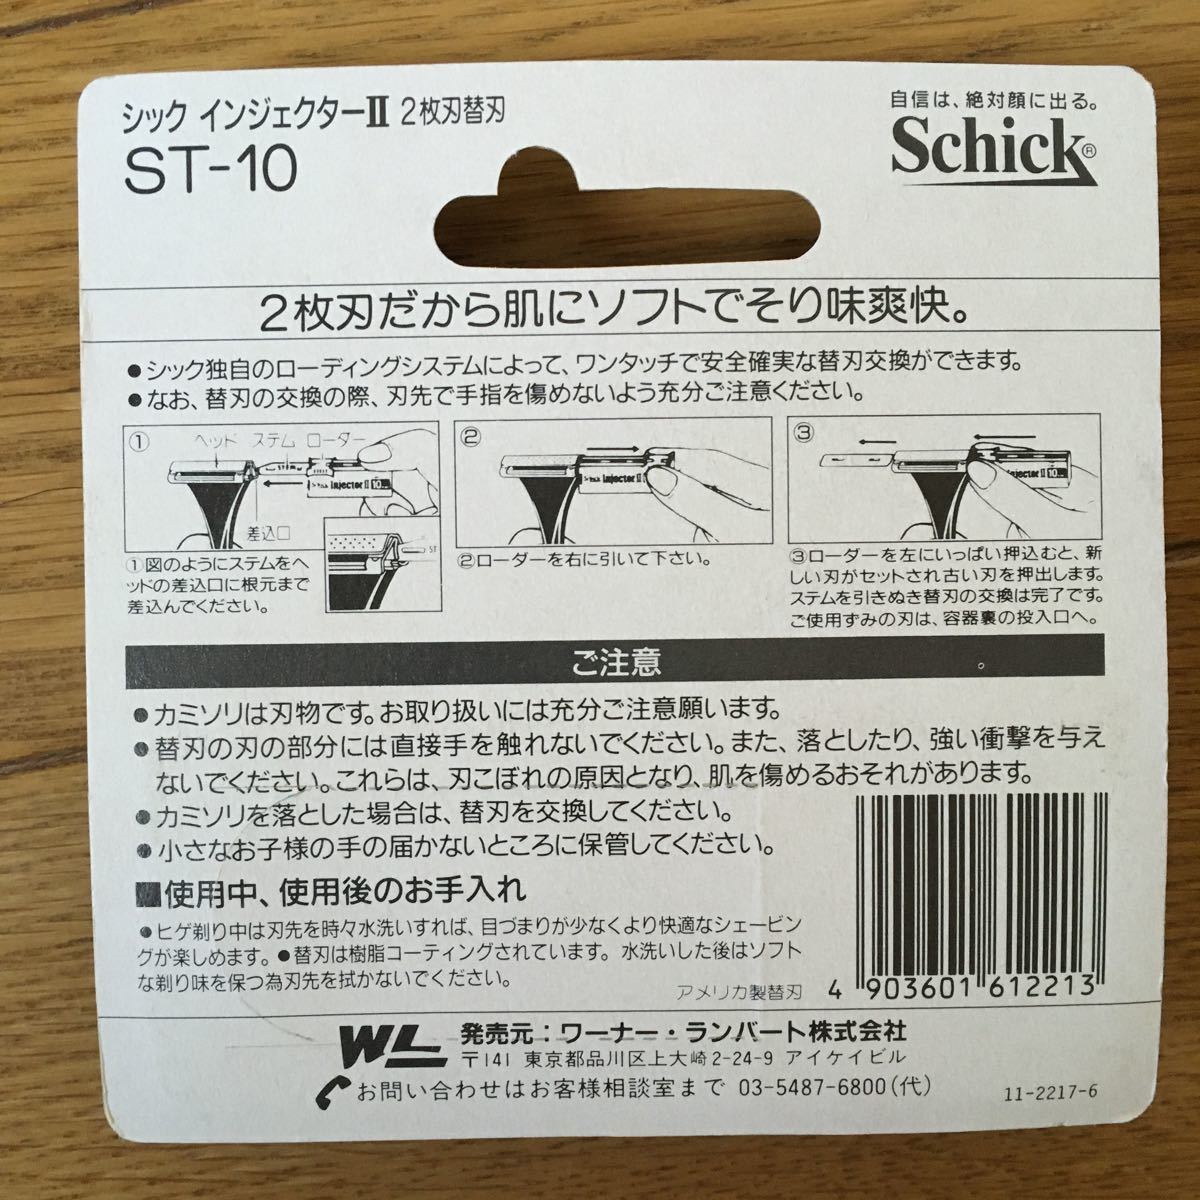 シック インジェクターII 2枚刃替刃
ST-10
自信は、絶対顔に出る。
Schick®
2枚刃だから肌にソフトでそり味爽快。
●シック独自のローディングシステムによって、ワンタッチで安全確実な替刃交換ができます。
●なお、替刃の交換の際、刃先で手指を傷めないよう充分ご注意ください。
①
ヘッド ステム ローター
Schick Injector II 10
差込口
ST
①図のようにステムをヘ
ッドの差込口に根元まで
差込んでください。
②
Schick Injector II
②ローダーを右に引いて下さい。
③
Injector II 10
③ローダーを左にいっぱい押込むと、新
しい刃がセットされ古い刃を押出します。
ステムを引きぬき替刃の交換は完了です。
ご使用ずみの刃は、容器裏の投入口へ。
ご注意
●カミソリは刃物です。お取り扱いには充分ご注意願います。
●替刃の刃の部分には直接手を触れないでください。また、落としたり、強い衝撃を与え
ないでください。これらは、刃こぼれの原因となり、肌を傷めるおそれがあります。
●カミソリを落とした場合は、替刃を交換してください。
●小さなお子様の手の届かないところに保管してください。
■使用中、使用後のお手入れ
●ヒゲ剃り中は刃先を時々水洗いすれば、目づまりが少なくより快適なシェービン
グが楽しめます。●替刃は樹脂コーティングされています。水洗いした後はソフト
な剃り味を保つ為刃先を拭かないでください。
アメリカ製替刃
4 903601 612213
WL 発売元：ワーナー・ランバート株式会社
〒141 東京都品川区上大崎2-24-9 アイケイビル
お問い合わせはお客様相談室まで 03-5487-6800(代)
11-2217-6